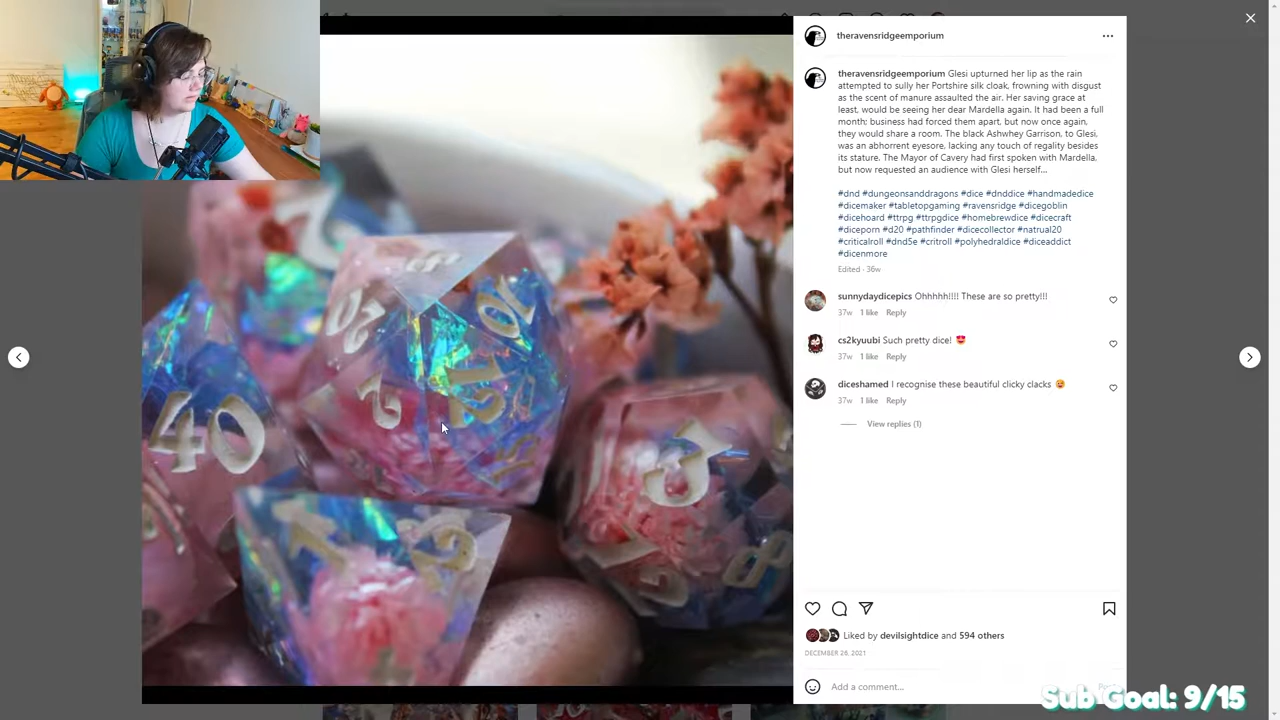 theravensridgeemporium
theravensridgeemporium Glesi upturned her lip as the rain
attempted to sully her Portshire silk cloak, frowning with disgust
as the scent of manure assaulted the air. Her saving grace at
least, would be seeing her dear Mardella again. It had been a full
month; business had forced them apart, but now once again,
they would share a room. The black Ashwhey Garrison, to Glesi,
was an abhorrent eyesore, lacking any touch of regality besides
its stature. The Mayor of Cavery had first spoken with Mardella,
but now requested an audience with Glesi herself...
#dnd #dungeonsanddragons #dice #dnddice #handmadedice
#dicemaker #tabletopgaming #ravensridge #dicegoblin
#dicehoard #ttrpg #ttrpgdice #homebrewdice #dicecraft
#diceporn #d20 #pathfinder #dicecollector #natrual20
#criticalroll #dnd5e #critroll #polyhedraldice #diceaddict
#dicenmore
Edited · 36w
sunnydaydicepics Ohhhhh!!!! These are so pretty!!!
37w 1 like Reply
cs2kyuubi Such pretty dice! 😍
37w 1 like Reply
diceshamed I recognise these beautiful clicky clacks 🥰
37w 1 like Reply
View replies (1)
40
Liked by devilsightdice and 594 others
DECEMBER 26, 2021
Add a comment...
Sub Goal: 9/15